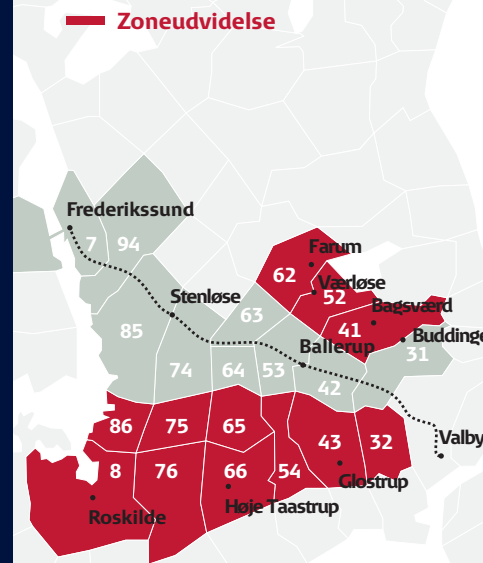 Zoneudvidelse
Frederikssund
7
94
Farum
62
Værløse
52
Stenløse
Bagsværd
63
85
41
Buddinge
Ballerup
31
74
64
53
42
86
75
65
43
32
Valby
8
76
66
54
Glostrup
Roskilde
Høje Taastrup